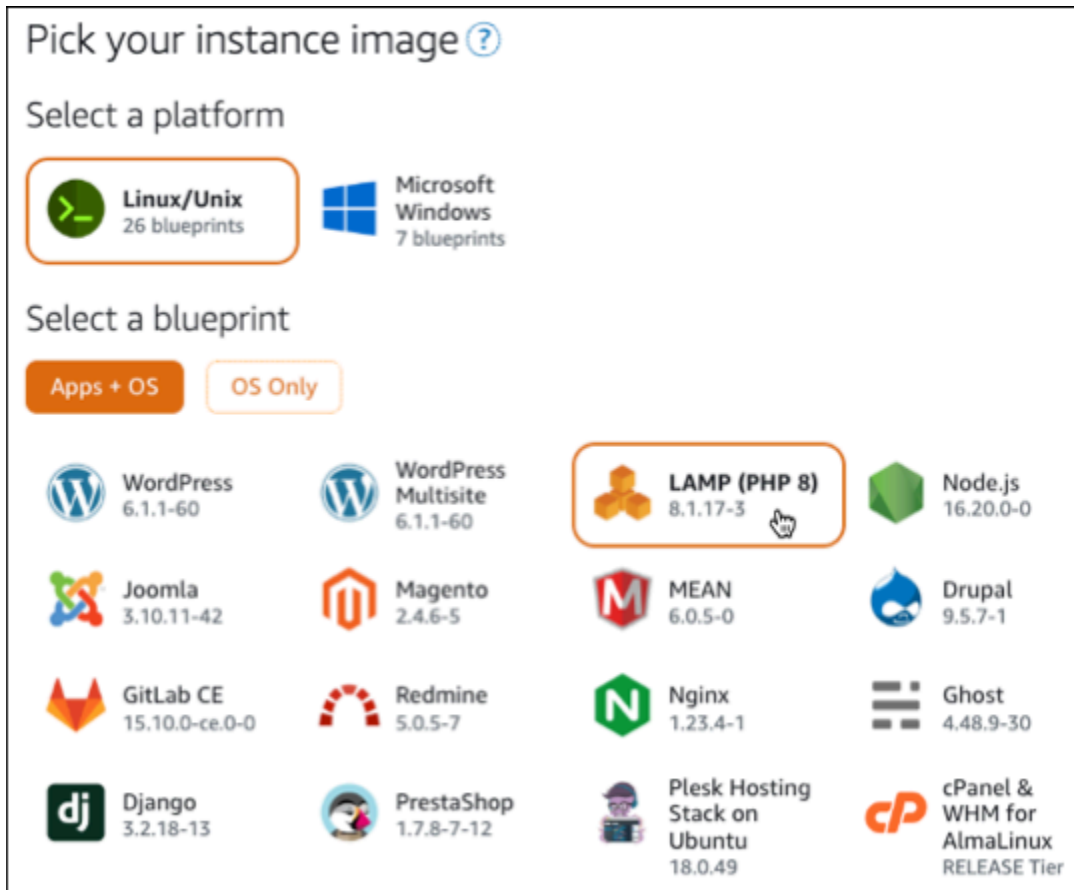 Pick your instance image ?
Select a platform
Linux/Unix
26 blueprints
Microsoft
Windows
7 blueprints
Select a blueprint
Apps + OS
OS Only
WordPress
6.1.1-60
WordPress
Multisite
6.1.1-60
LAMP (PHP 8)
8.1.17-3
Node.js
16.20.0-0
Joomla
3.10.11-42
Magento
2.4.6-5
MEAN
6.0.5-0
Drupal
9.5.7-1
GitLab CE
15.10.0-ce.0-0
Redmine
5.0.5-7
Nginx
1.23.4-1
Ghost
4.48.9-30
dj
Django
3.2.18-13
PrestaShop
1.7.8-7-12
Plesk Hosting
Stack on
Ubuntu
18.0.49
cP
cPanel &
WHM for
AlmaLinux
RELEASE Tier